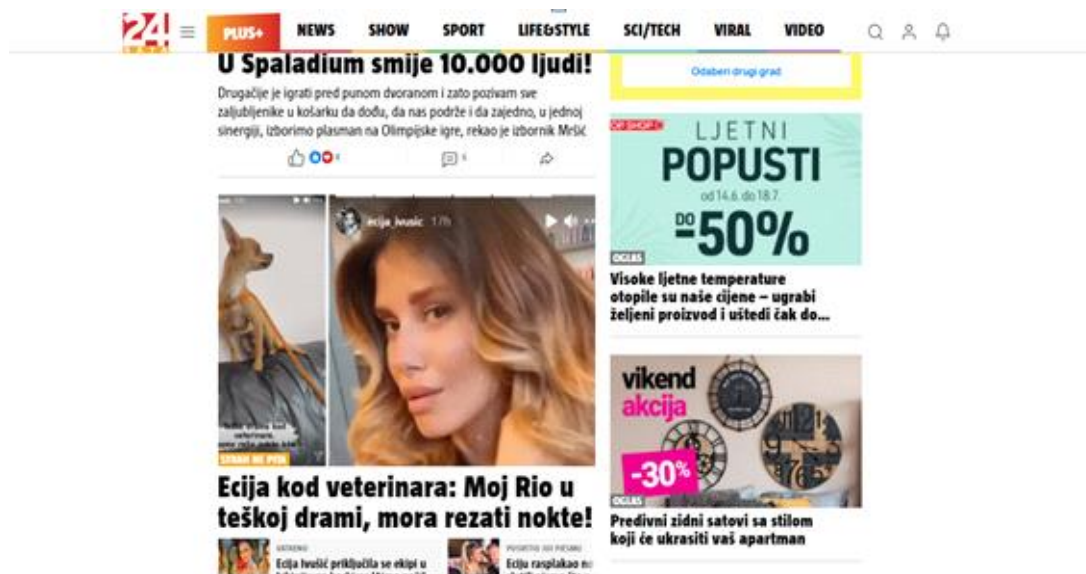 24
SATA
PLUS+
NEWS
SHOW
SPORT
LIFE&STYLE
SCI/TECH
VIRAL
VIDEO
U Spaladium smije 10.000 ljudi!
Drugačije je igrati pred punom dvoranom i zato pozivam sve
zaljubljenike u košarku da dođu, da nas podrže i da zajedno, u jednoj
sinergiji, izborimo plasman na Olimpijske igre, rekao je izbornik Mršić
ecija_ivusic 17h
Ecija kod veterinara: Moj Rio u
teškoj drami, mora rezati nokte!
Ecija Ivušić priključila se ekipi u
Eciju rasplakao
Odaberi drugi grad
LJETNI
POPUSTI
od 14.6. do 18.7.
DO
-50%
OGLAS
Visoke ljetne temperature
otopile su naše cijene – ugrabi
željeni proizvod i uštedi čak do...
vikend
akcija
-30%
OGLAS
Predivni zidni satovi sa stilom
koji će ukrasiti vaš apartman